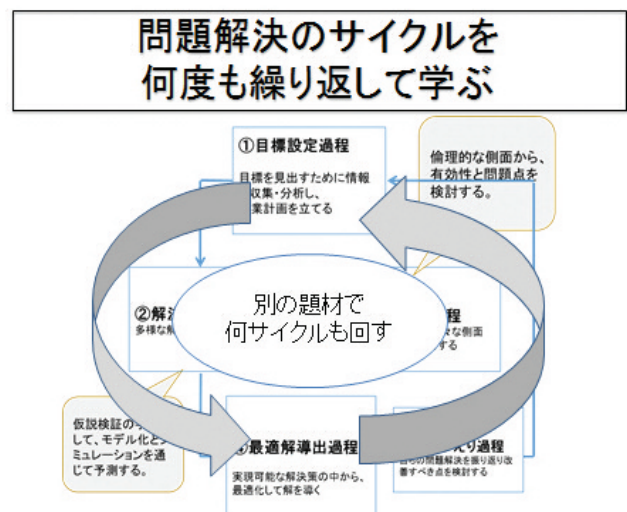 問題解決のサイクルを
何度も繰り返して学ぶ
①目標設定過程
目標を見出すために情報
収集・分析し、
業計画を立てる
倫理的な側面から、
有効性と問題点を
検討する。
②解決
多様な解
別の題材で
何サイクルも回す
程
な側面
する
仮説検証の
して、モデル化と
ミュレーションを通
じて予測する。
最適解導出過程
実現可能な解決策の中から、
最適化して解を導く
り過程
の問題解決を振り返り改
善すべき点を検討する